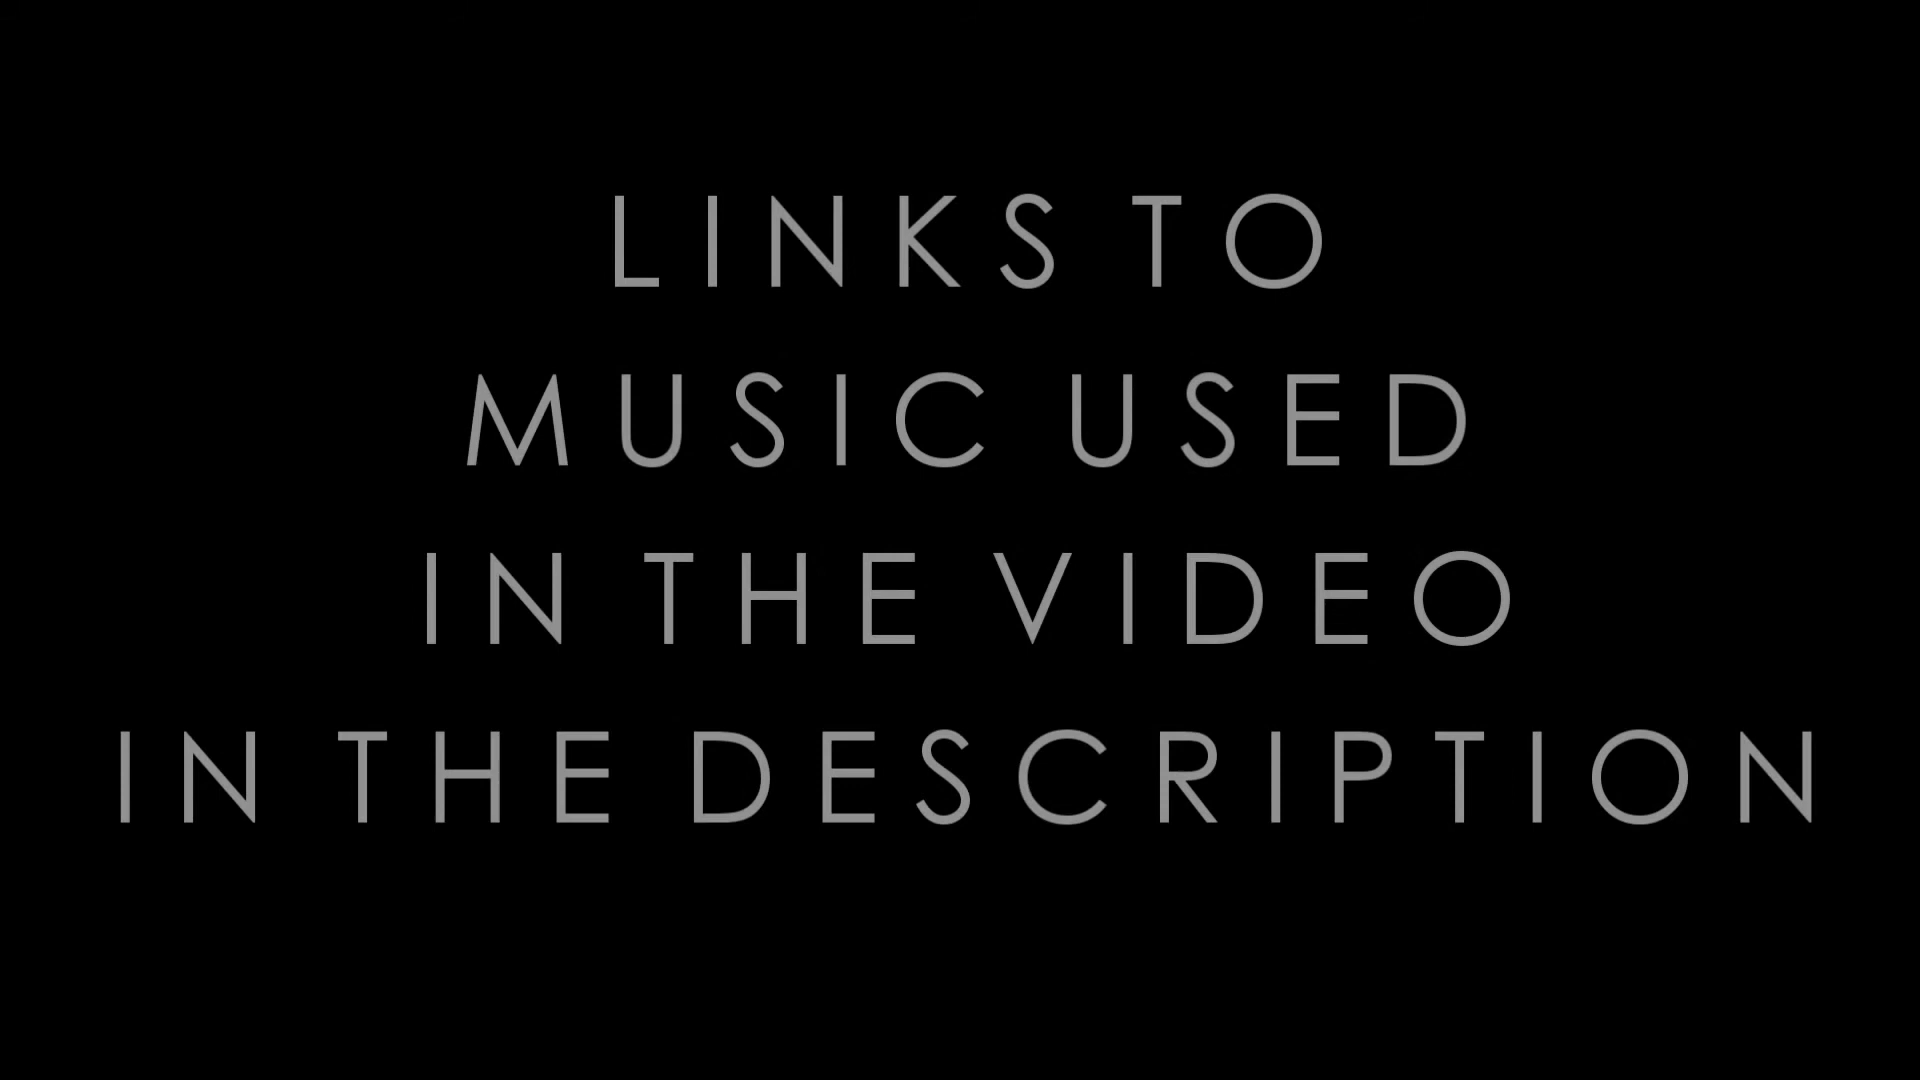 LINKS TO
MUSIC USED
IN THE VIDEO
IN THE DESCRIPTION